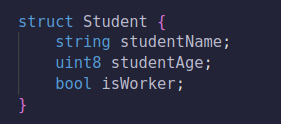 struct Student {
    string studentName;
    uint8 studentAge;
    bool isWorker;
}